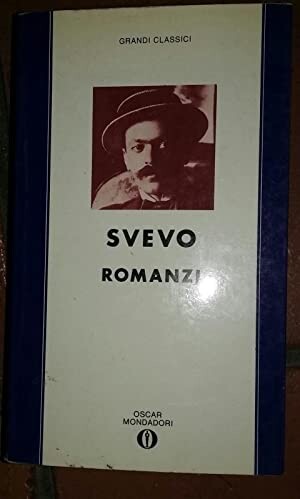 GRANDI CLASSICI
SVEVO
ROMANZI
OSCAR
MONDADORI